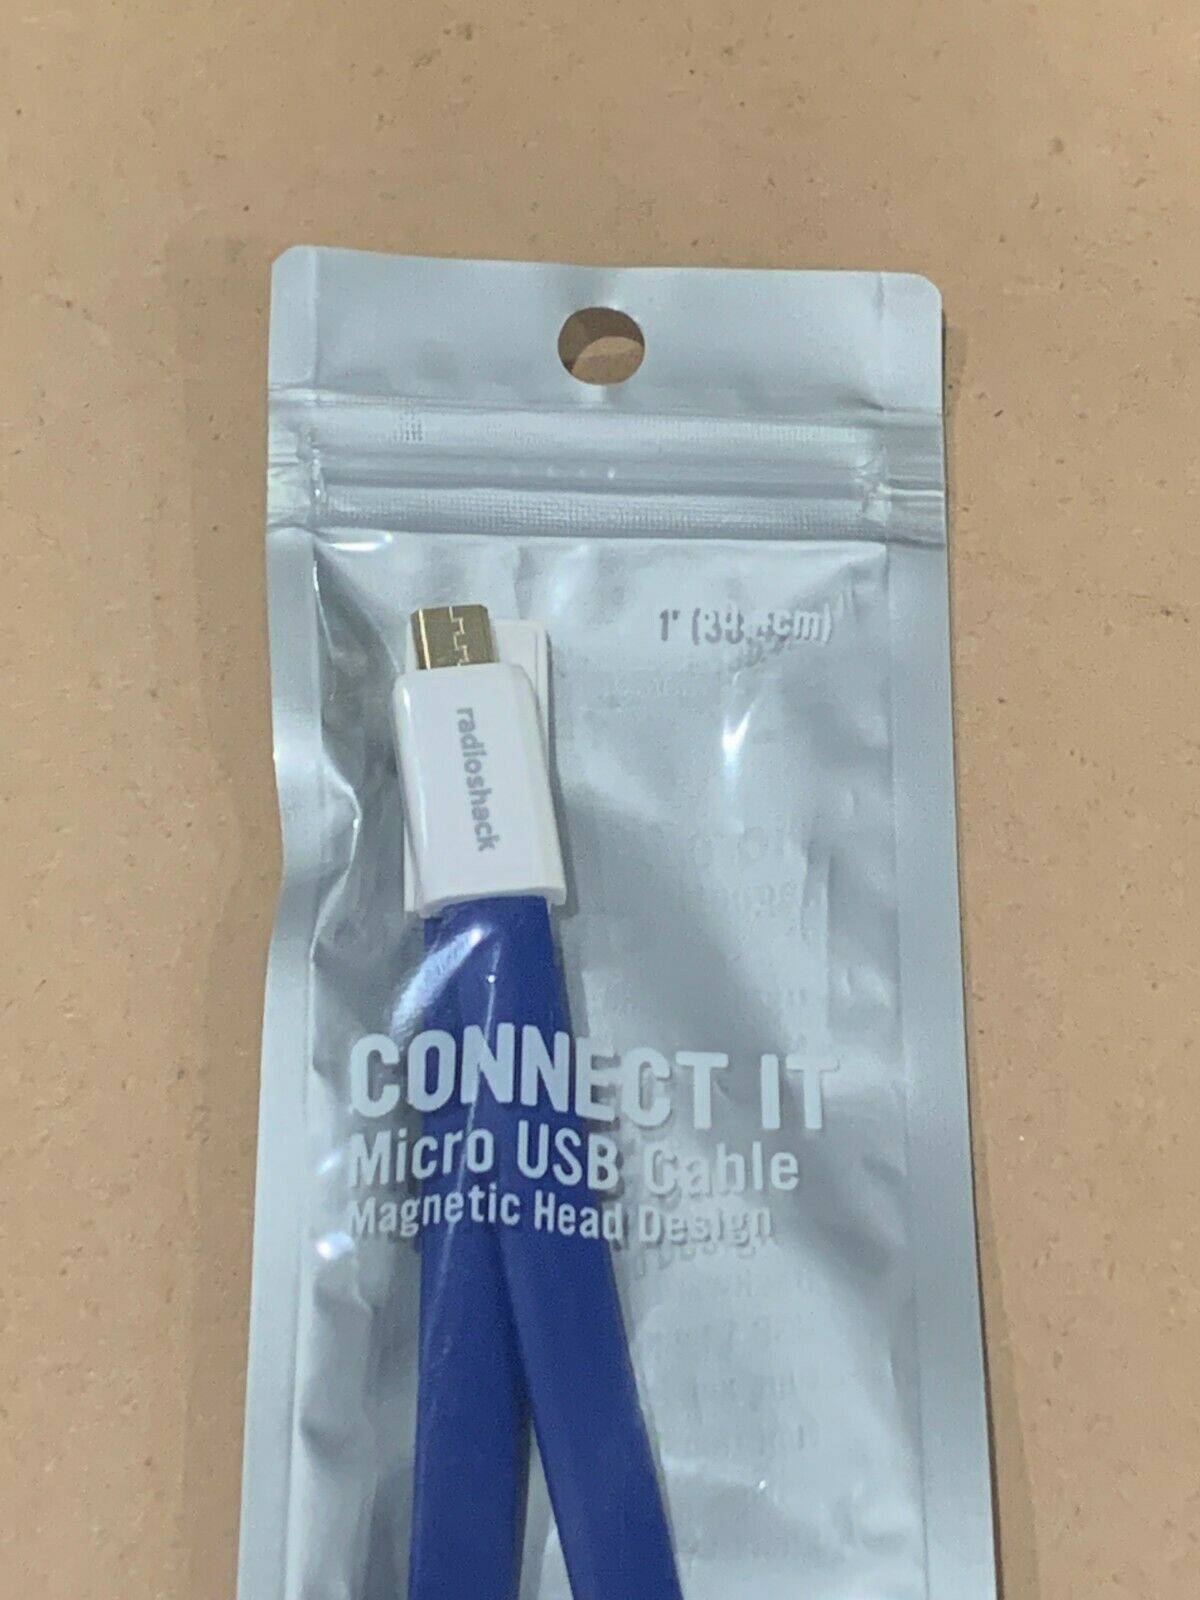 1' (30.4cm)
radioshack
CONNECT IT
Micro USB Cable
Magnetic Head Design